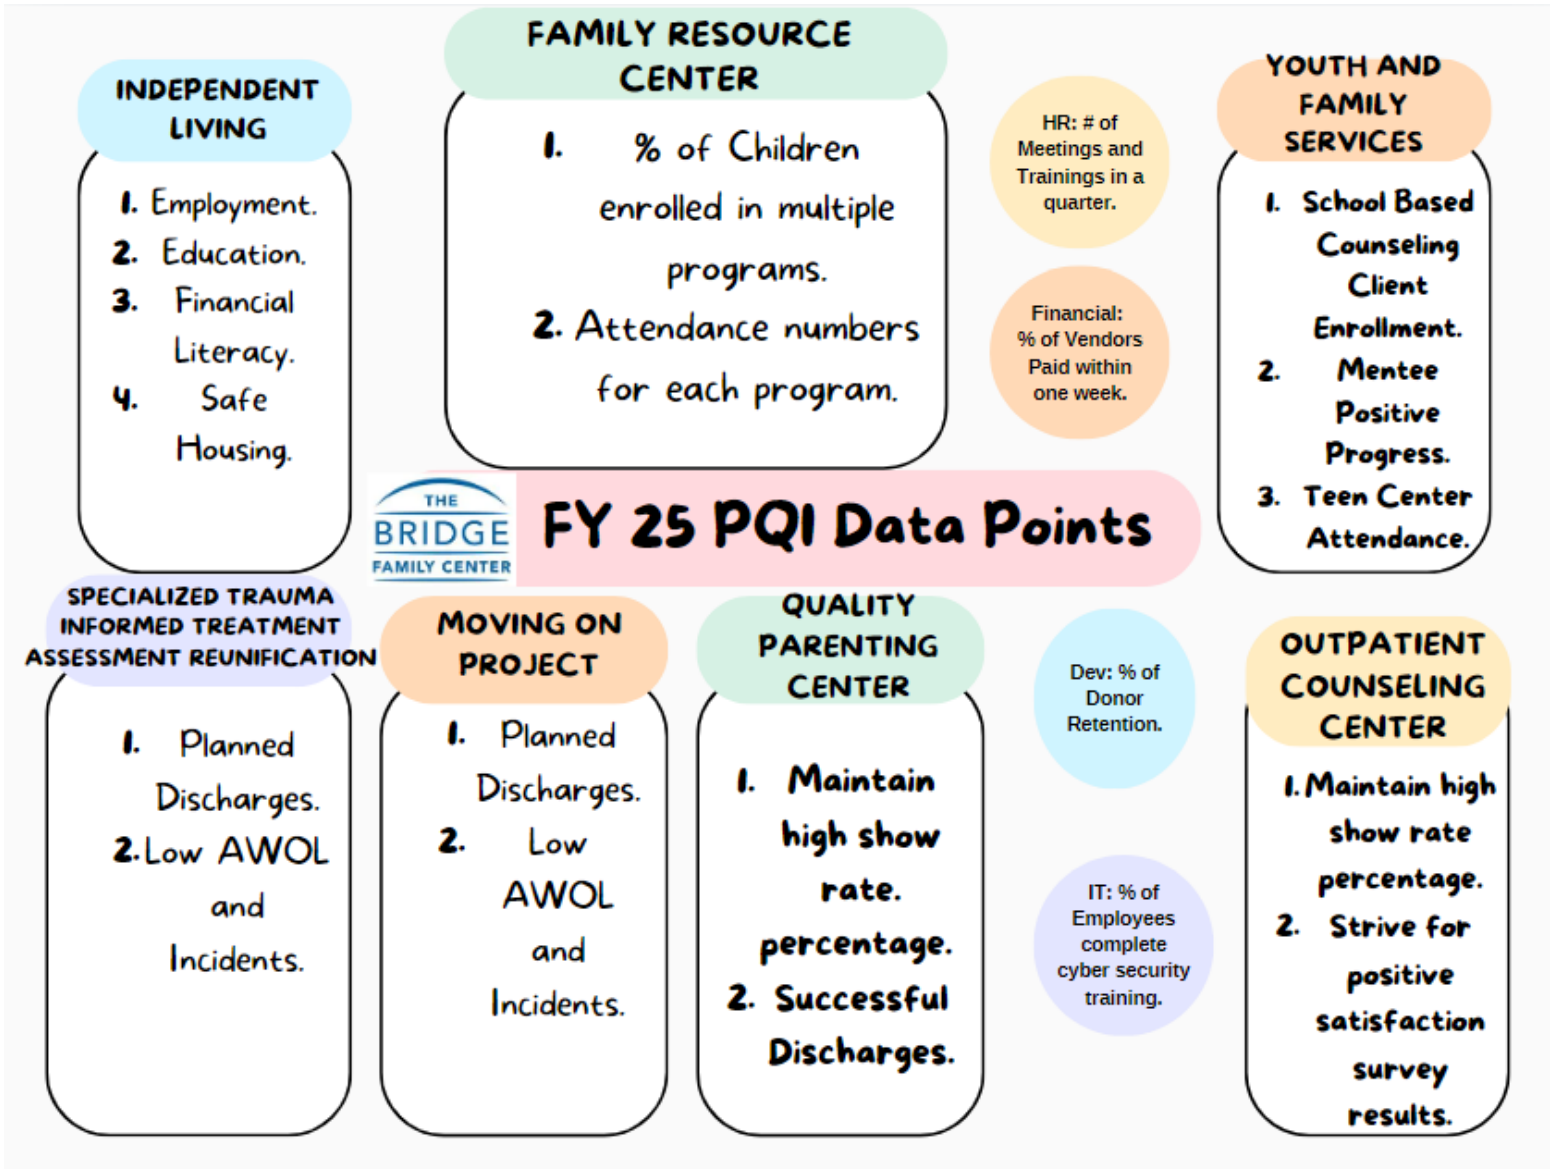 FAMILY RESOURCE
CENTER
1. % of Children
enrolled in multiple
programs.
2. Attendance numbers
for each program.
INDEPENDENT
LIVING
1. Employment.
2. Education.
3. Financial
Literacy.
4. Safe
Housing.
HR: # of
Meetings and
Trainings in a
quarter.
Financial:
% of Vendors
Paid within
one week.
YOUTH AND
FAMILY
SERVICES
1. School Based
Counseling
Client
Enrollment.
2. Mentee
Positive
Progress.
3. Teen Center
Attendance.
THE
BRIDGE
FAMILY CENTER
FY 25 PQI Data Points
SPECIALIZED TRAUMA
INFORMED TREATMENT
ASSESSMENT REUNIFICATION
1. Planned
Discharges.
2. Low AWOL
and
Incidents.
MOVING ON
PROJECT
1. Planned
Discharges.
2. Low
AWOL
and
Incidents.
QUALITY
PARENTING
CENTER
1. Maintain
high show
rate.
percentage.
2. Successful
Discharges.
Dev: % of
Donor
Retention.
IT: % of
Employees
complete
cyber security
training.
OUTPATIENT
COUNSELING
CENTER
1. Maintain high
show rate
percentage.
2. Strive for
positive
satisfaction
survey
results.